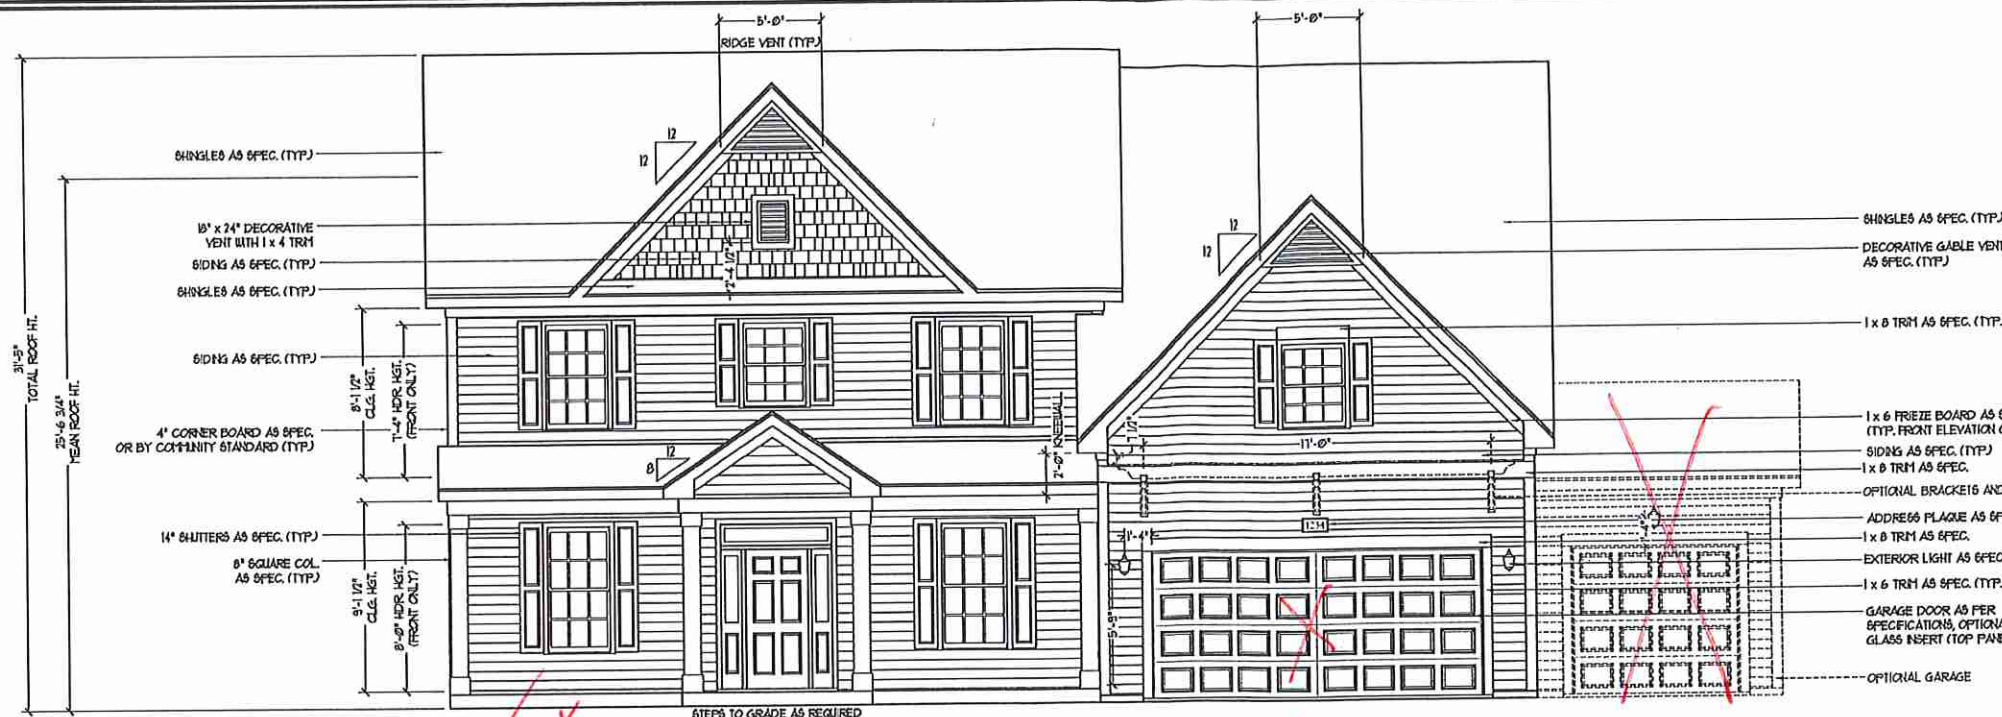 5'-0"
5'-0"
RIDGE VENT (TYP.)
12
12
SHINGLES AS SPEC. (TYP.)
18" x 24" DECORATIVE
VENT WITH 1 x 4 TRIM
SIDING AS SPEC. (TYP.)
2'-4 1/2"
SHINGLES AS SPEC. (TYP.)
31'-5"
TOTAL ROOF HT.
25'-6 3/4"
MEAN ROOF HT.
SIDING AS SPEC. (TYP.)
8'-1 1/2"
CLG. HGT.
7'-4" HDR. HGT.
(FRONT ONLY)
4" CORNER BOARD AS SPEC.
OR BY COMMUNITY STANDARD (TYP.)
12
8
2'-0" KNEEWALL
14" SHUTTERS AS SPEC. (TYP.)
8" SQUARE COL.
AS SPEC. (TYP.)
9'-1 1/2"
CLG. HGT.
8'-0" HDR. HGT.
(FRONT ONLY)
STEPS TO GRADE AS REQUIRED
12
12
7 1/2"
17'-0"
1234
1'-4"
5'-8"
SHINGLES AS SPEC. (TYP.)
DECORATIVE GABLE VENT
AS SPEC. (TYP.)
1 x 8 TRIM AS SPEC. (TYP.
1 x 6 FRIEZE BOARD AS S
(TYP. FRONT ELEVATION
SIDING AS SPEC. (TYP.)
1 x 8 TRIM AS SPEC.
OPTIONAL BRACKETS AND
ADDRESS PLAQUE AS SP
1 x 8 TRIM AS SPEC.
EXTERIOR LIGHT AS SPEC
1 x 6 TRIM AS SPEC. (TYP.
GARAGE DOOR AS PER
SPECIFICATIONS, OPTIONA
GLASS INSERT (TOP PANE
OPTIONAL GARAGE